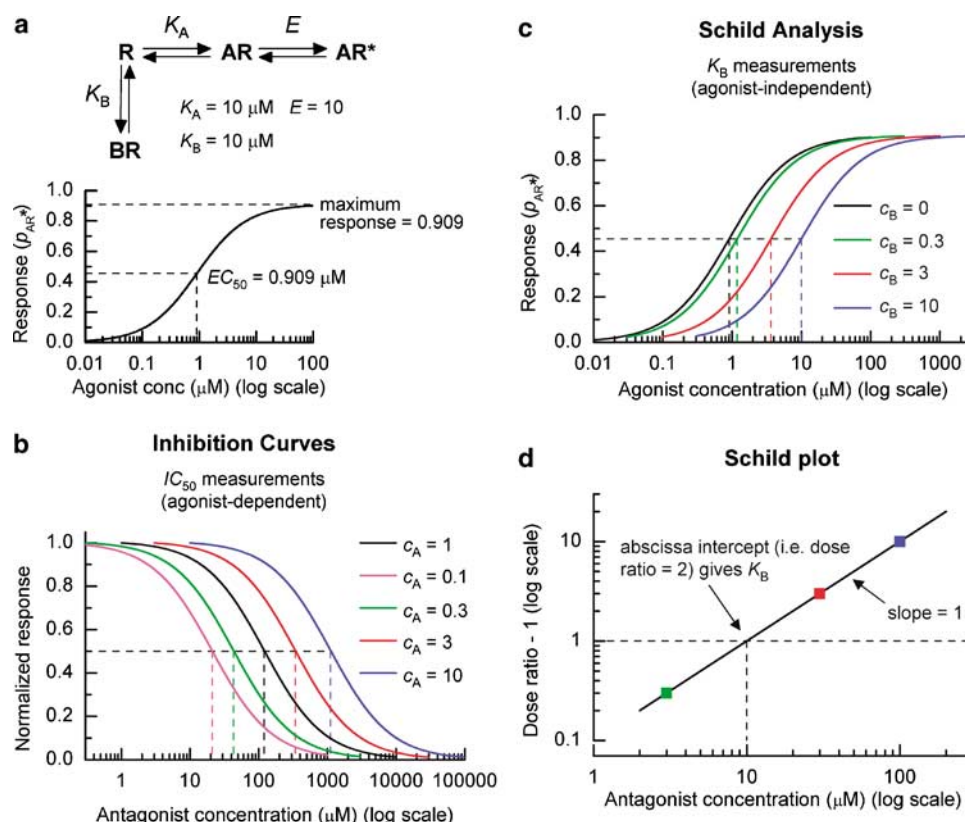 a
K_A E
R AR AR*
K_B
K_A = 10 μM E = 10
K_B = 10 μM
BR
Response (p_AR*)
1.0
0.8
0.6
0.4
0.2
0.0
maximum
response = 0.909
EC_50 = 0.909 μM
0.01 0.1 1 10 100
Agonist conc (μM) (log scale)
b
Inhibition Curves
IC_50 measurements
(agonist-dependent)
Normalized response
1.0
0.8
0.6
0.4
0.2
0.0
c_A = 1
c_A = 0.1
c_A = 0.3
c_A = 3
c_A = 10
1 10 100 1000 10000 100000
Antagonist concentration (μM) (log scale)
c
Schild Analysis
K_B measurements
(agonist-independent)
Response (p_AR*)
1.0
0.8
0.6
0.4
0.2
0.0
c_B = 0
c_B = 0.3
c_B = 3
c_B = 10
0.01 0.1 1 10 100 1000
Agonist concentration (μM) (log scale)
d
Schild plot
Dose ratio - 1 (log scale)
10
1
0.1
abscissa intercept (i.e. dose
ratio = 2) gives K_B
slope = 1
1 10 100
Antagonist concentration (μM) (log scale)